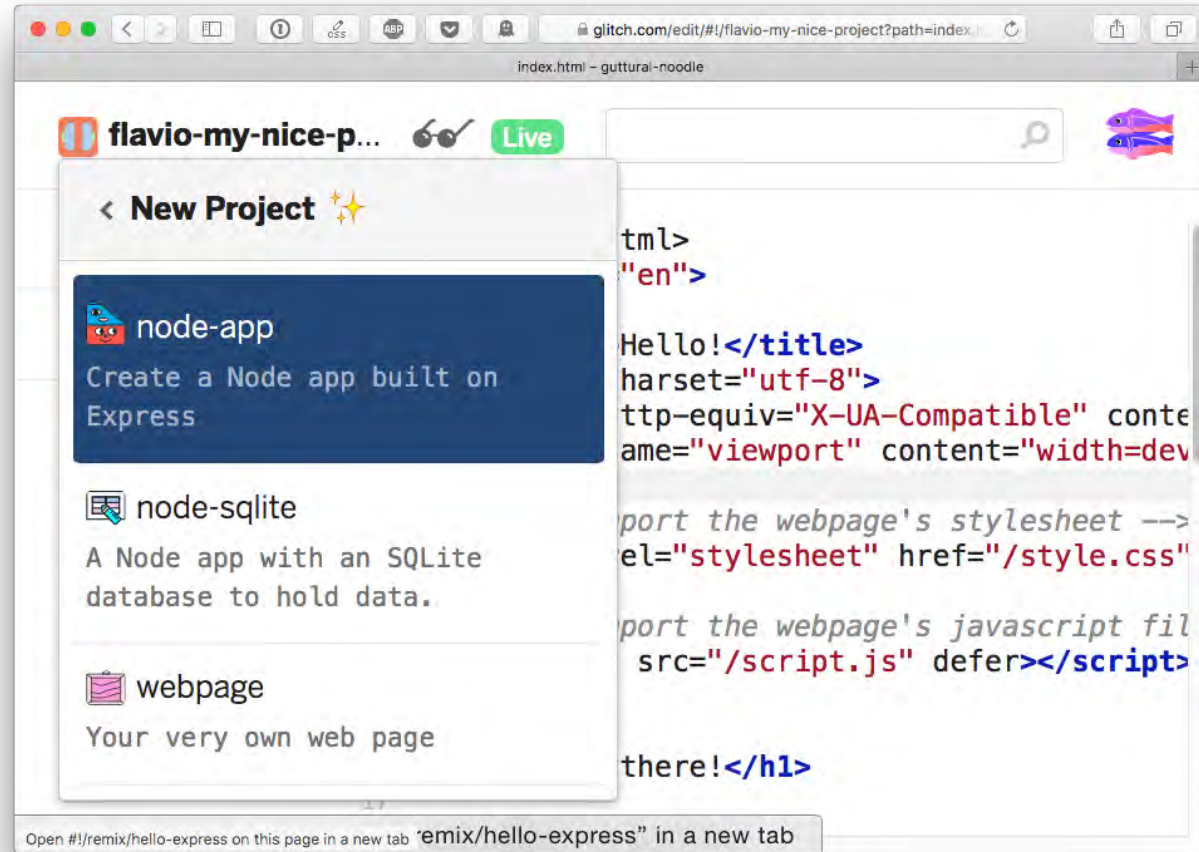 css
ABP
glitch.com/edit/#!/flavio-my-nice-project?path=index.
index.html – guttural-noodle
flavio-my-nice-p...
Live
New Project
node-app
Create a Node app built on
Express
node-sqlite
A Node app with an SQLite
database to hold data.
webpage
Your very own web page
tml>
"en">
Hello!</title>
harset="utf-8">
ttp-equiv="X-UA-Compatible" conte
ame="viewport" content="width=dev
port the webpage's stylesheet -->
el="stylesheet" href="/style.css"
port the webpage's javascript fil
src="/script.js" defer></script>
there!</h1>
Open #!/remix/hello-express on this page in a new tab
emix/hello-express” in a new tab